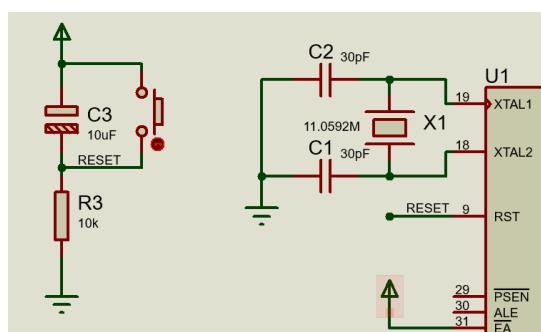 C3
10uF
RESET
R3
10k
C2 30pF
11.0592M X1
C1 30pF
U1
19 XTAL1
18 XTAL2
RESET 9 RST
29 PSEN
30 ALE
31 EA